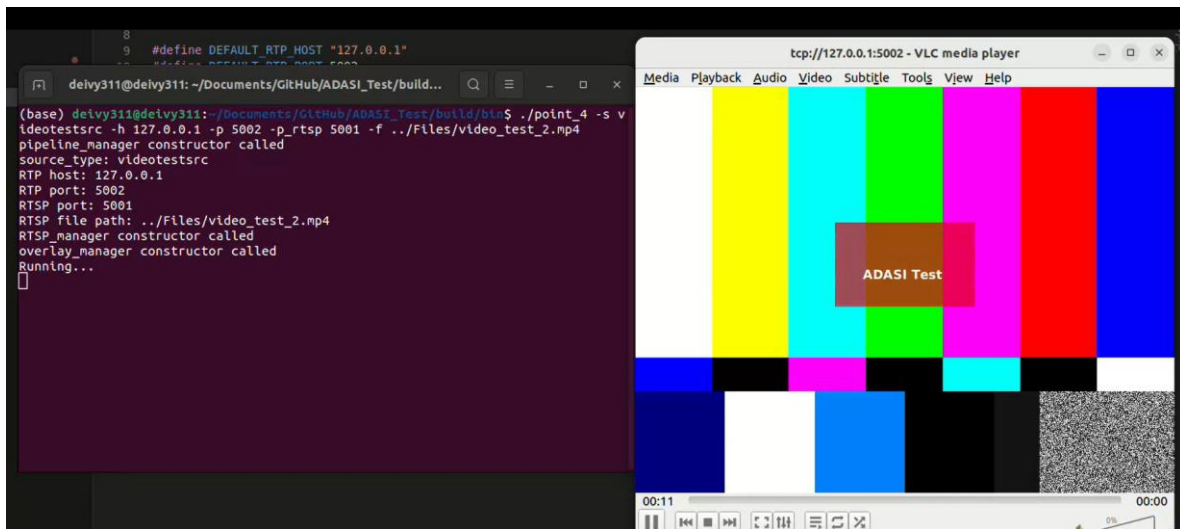 8
9 #define DEFAULT_RTP_HOST "127.0.0.1"
#define DEFAULT_RTP_PORT 5002
deivy311@deivy311: ~/Documents/GitHub/ADASI_Test/build...
(base) deivy311@deivy311:~/Documents/GitHub/ADASI_Test/build/bin$ ./point_4 -s v
ideotestsrc -h 127.0.0.1 -p 5002 -p_rtsp 5001 -f ../Files/video_test_2.mp4
pipeline_manager constructor called
source_type: videotestsrc
RTP host: 127.0.0.1
RTP port: 5002
RTSP port: 5001
RTSP file path: ../Files/video_test_2.mp4
RTSP_manager constructor called
overlay_manager constructor called
Running...
tcp://127.0.0.1:5002 - VLC media player
Media Playback Audio Video Subtitle Tools View Help
ADASI Test
00:11 00:00
0%